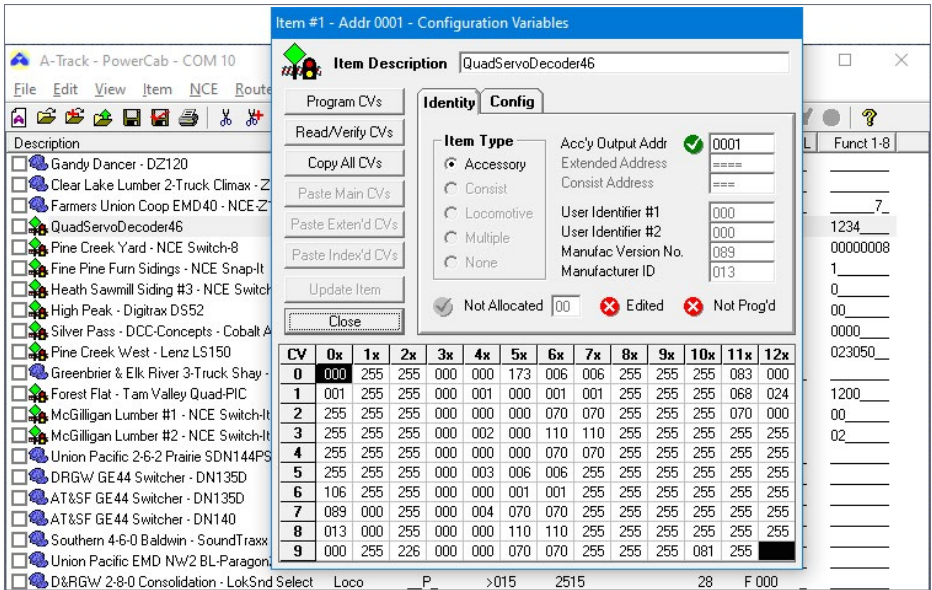 Item #1 - Addr 0001 - Configuration Variables
A-Track - PowerCab - COM 10
File Edit View Item NCE Route
Item Description QuadServoDecoder46
Program CVs
Read/Verify CVs
Copy All CVs
Paste Main CVs
Paste Exten'd CVs
Paste Index'd CVs
Update Item
Close
Identity Config
Item Type
Accessory
Consist
Locomotive
Multiple
None
Acc'y Output Addr 0001
Extended Address ====
Consist Address ===
User Identifier #1 000
User Identifier #2 000
Manufac Version No. 089
Manufacturer ID 013
Not Allocated 00 Edited Not Prog'd
CV 0x 1x 2x 3x 4x 5x 6x 7x 8x 9x 10x 11x 12x
0 000 255 255 000 000 173 006 006 255 255 255 083 000
1 001 255 255 000 001 000 001 001 255 255 255 068 024
2 255 255 255 000 000 000 070 070 255 255 255 070 000
3 255 255 255 000 002 000 110 110 255 255 255 255 255
4 255 255 255 000 000 000 070 070 255 255 255 255 255
5 255 255 255 000 003 006 006 255 255 255 255 255 255
6 106 255 255 000 000 001 001 255 255 255 255 255 255
7 089 000 255 000 004 070 070 255 255 255 255 255 255
8 013 000 255 000 000 110 110 255 255 255 255 255 255
9 000 255 226 000 000 070 070 255 255 255 081 255
Description L Funct 1-8
Gandy Dancer - DZ120
Clear Lake Lumber 2-Truck Climax - Z
Farmers Union Coop EMD40 - NCE-Z 7_
QuadServoDecoder46 1234____
Pine Creek Yard - NCE Switch-8 00000008
Fine Pine Furn Sidings - NCE Snap-It 1_______
Heath Sawmill Siding #3 - NCE Switch 0_______
High Peak - Digitrax DS52 00______
Silver Pass - DCC-Concepts - Cobalt A 0000____
Pine Creek West - Lenz LS150 023050__
Greenbrier & Elk River 3-Truck Shay -
Forest Flat - Tam Valley Quad-PIC 1200____
McGilligan Lumber #1 - NCE Switch-It 00______
McGilligan Lumber #2 - NCE Switch-It 02______
Union Pacific 2-6-2 Prairie SDN144PS
DRGW GE44 Switcher - DN135D
AT&SF GE44 Switcher - DN135D
AT&SF GE44 Switcher - DN140
Southern 4-6-0 Baldwin - SoundTraxx
Union Pacific EMD NW2 BL-Paragon
D&RGW 2-8-0 Consolidation - LokSnd Select Loco __P_ >015 2515 28 F 000